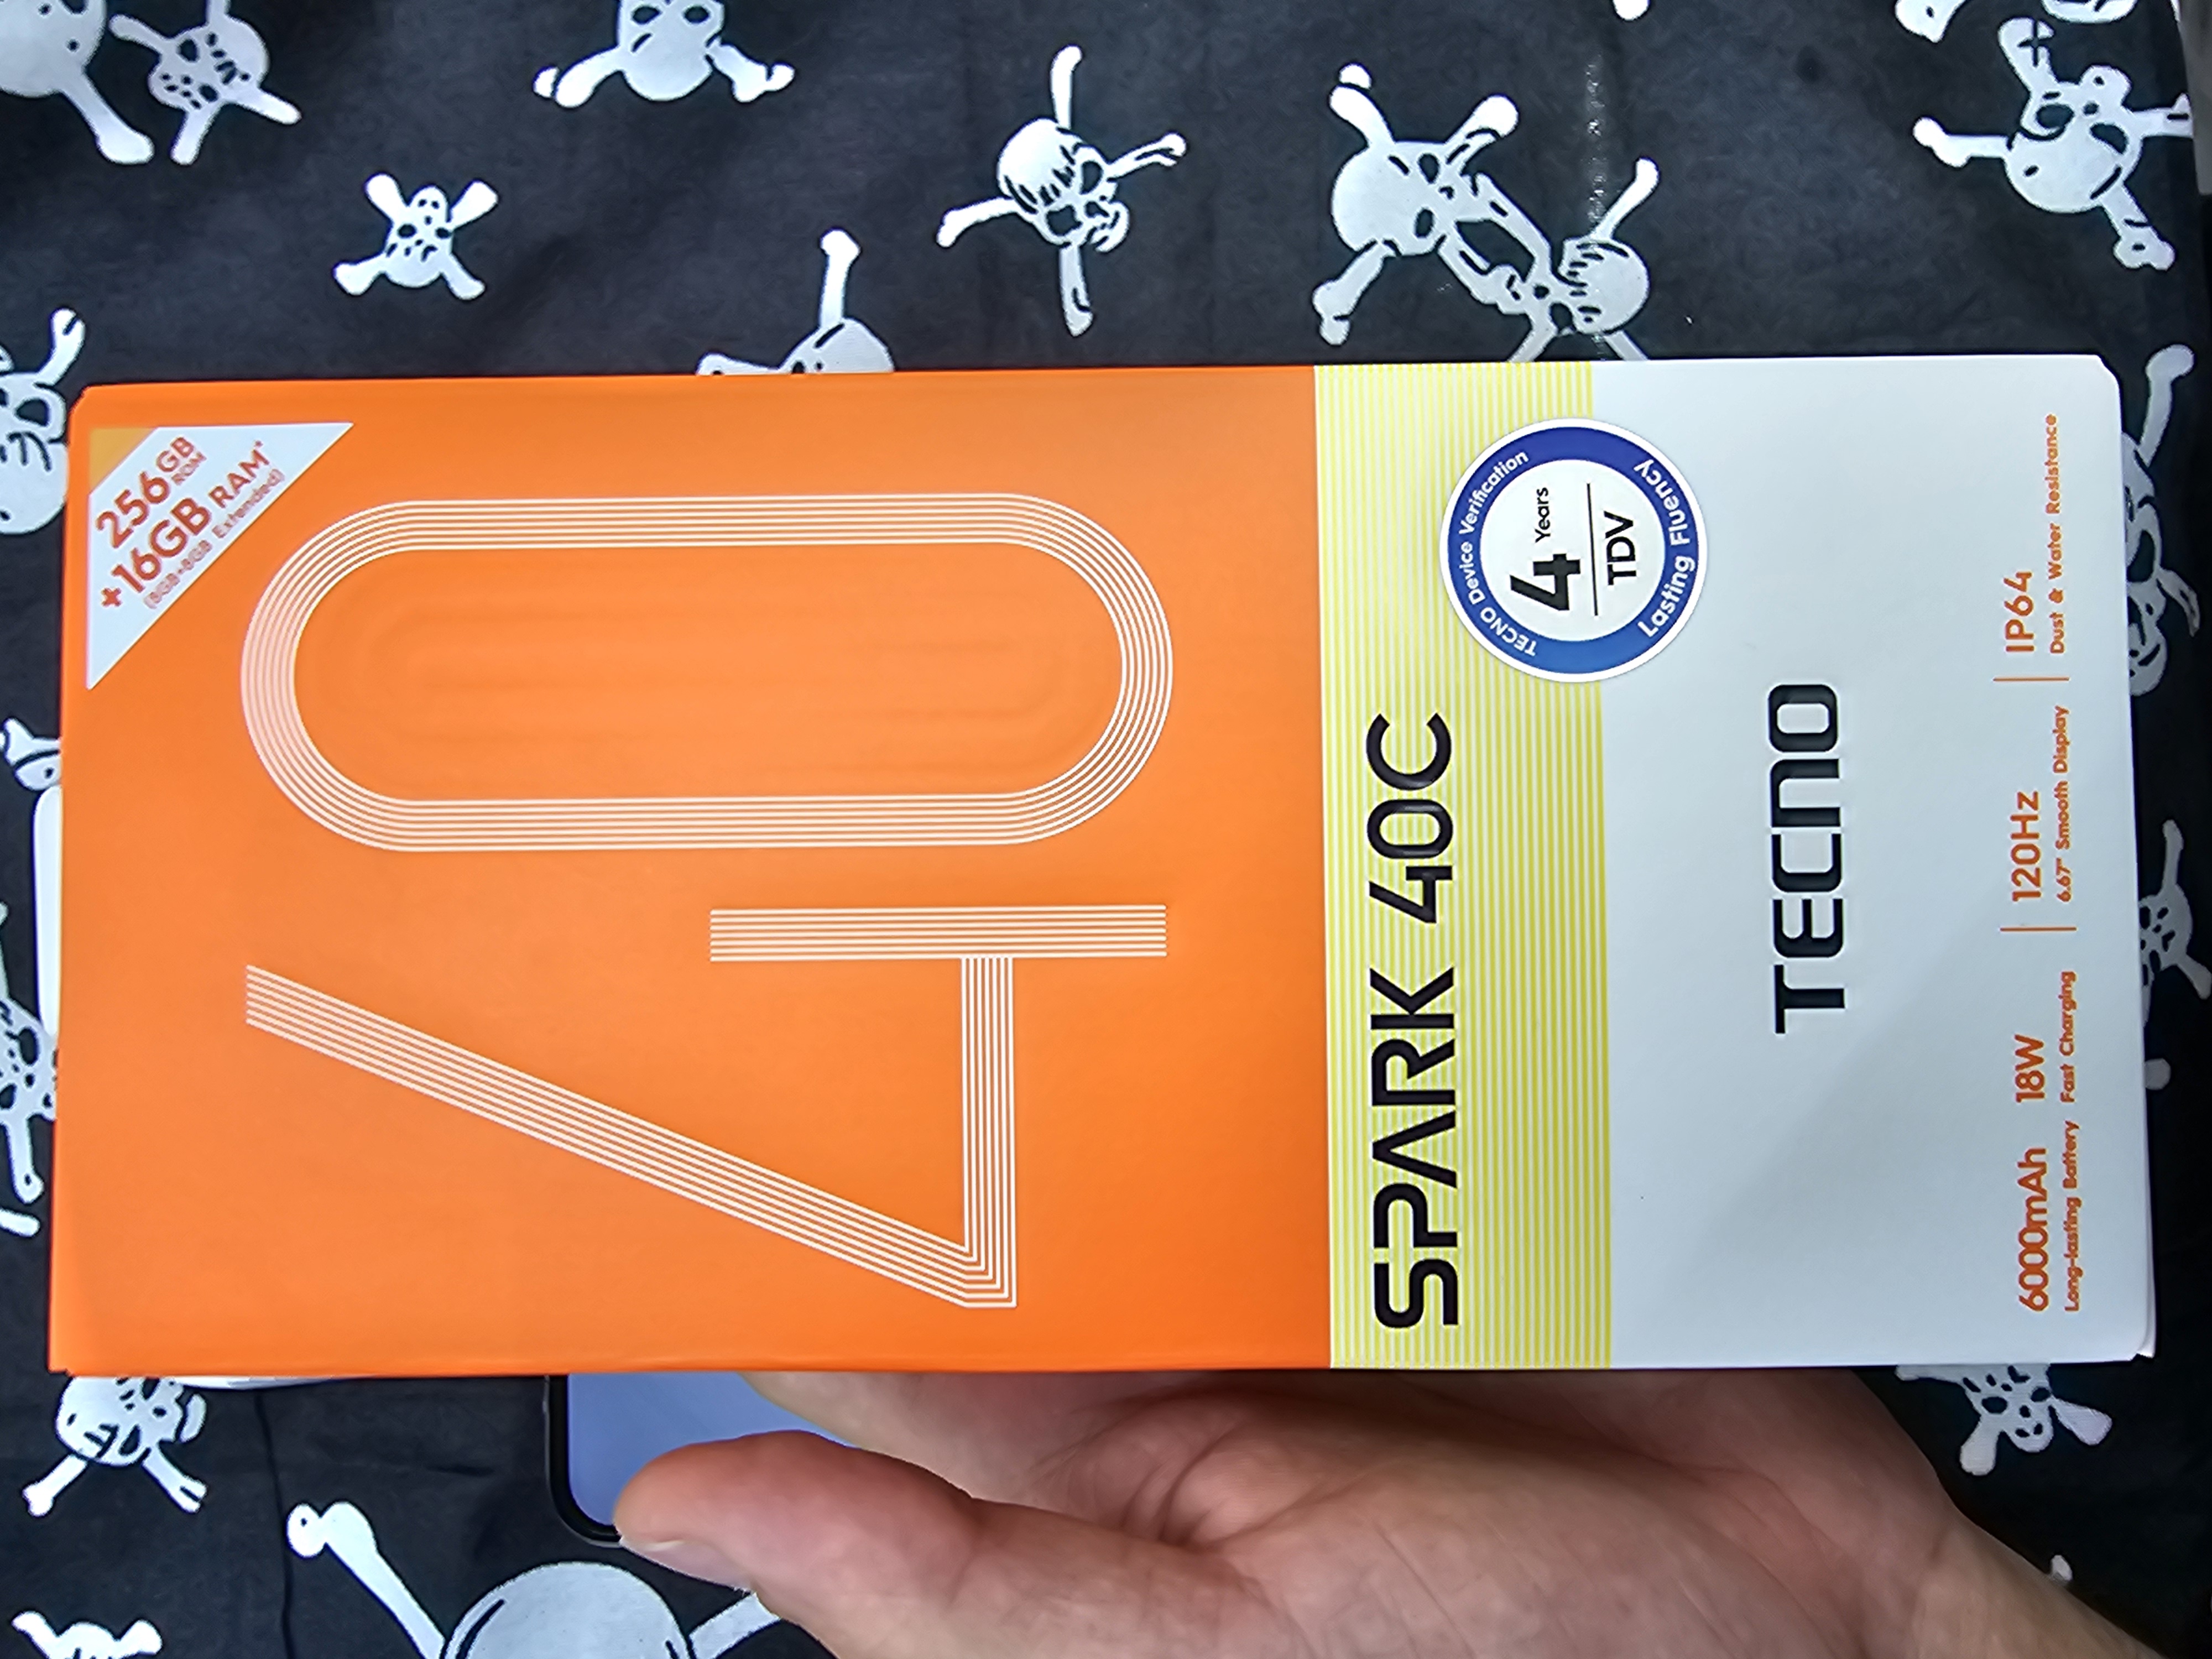 256GB ROM
+16GB RAM*
(8GB+8GB Extended)
40
SPARK 40C
TECNO Device Verification
4 Years
TDV
Lasting Fluency
TECNO
6000mAh 18W | 120Hz | IP64
Long-lasting Battery Fast Charging | 6.67" Smooth Display | Dust & Water Resistance